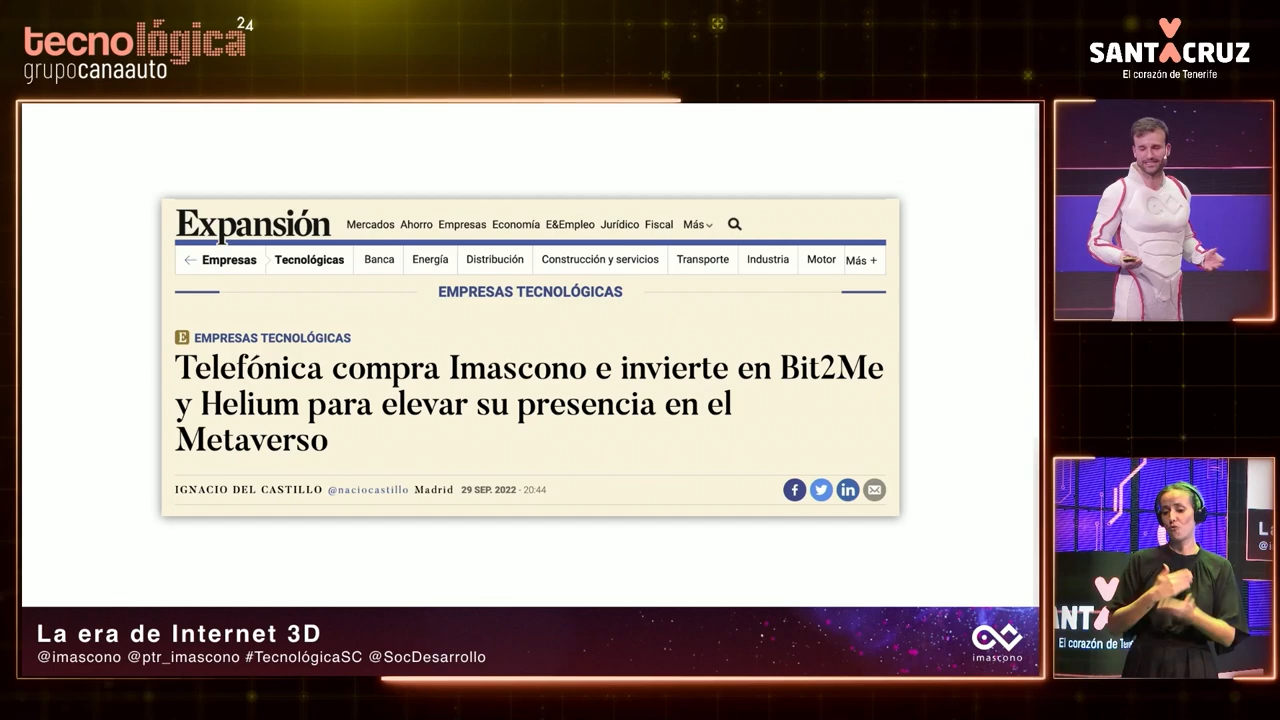 tecnológica24
grupocanaauto
SANTACRUZ
El corazón de Tenerife
Expansión
Mercados Ahorro Empresas Economía E&Empleo Jurídico Fiscal Más
Empresas Tecnológicas Banca Energía Distribución Construcción y servicios Transporte Industria Motor Más +
EMPRESAS TECNOLÓGICAS
E EMPRESAS TECNOLÓGICAS
Telefónica compra Imascono e invierte en Bit2Me
y Helium para elevar su presencia en el
Metaverso
IGNACIO DEL CASTILLO @naciocastillo Madrid 29 SEP. 2022 - 20:44
La era de Internet 3D
@imascono @ptr_imascono #TecnológicaSC @SocDesarrollo
imascono
El corazón de Ten